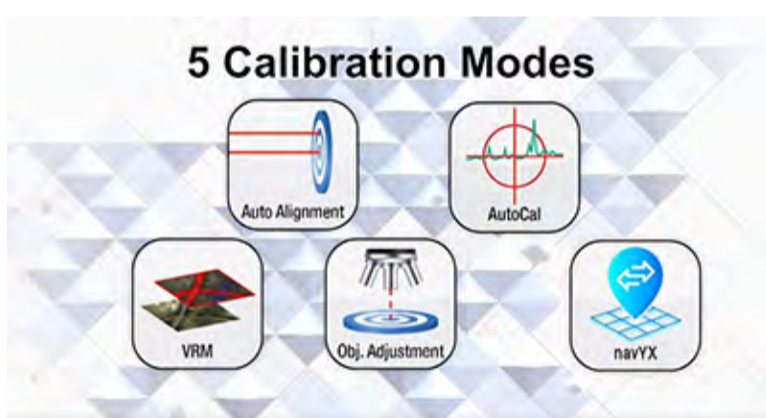 5 Calibration Modes
Auto Alignment
AutoCal
VRM
Obj. Adjustment
navYX